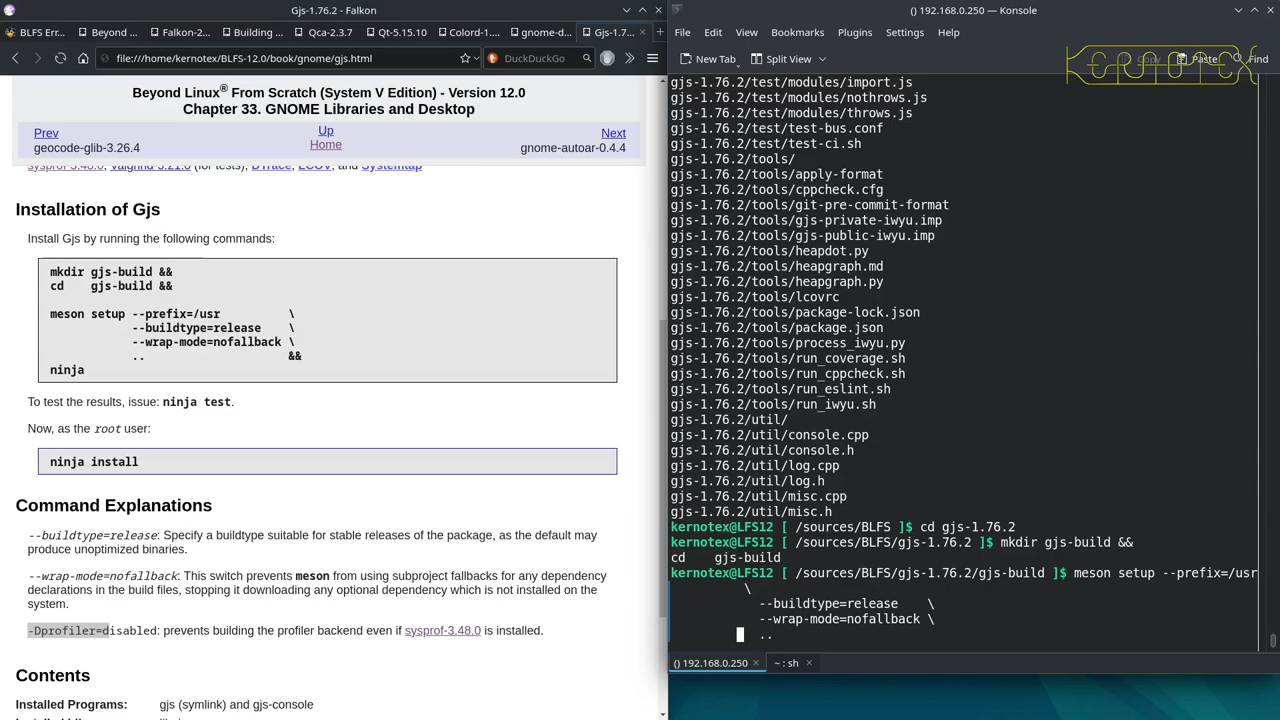 Gjs-1.76.2 - Falkon
BLFS Err...
Beyond ...
Falkon-2...
Building ...
Qca-2.3.7
Qt-5.15.10
Colord-1....
gnome-d...
Gjs-1.7...
file:///home/kernotex/BLFS-12.0/book/gnome/gjs.html
DuckDuckGo
Beyond Linux® From Scratch (System V Edition) - Version 12.0
Chapter 33. GNOME Libraries and Desktop
Prev
Up
Next
geocode-glib-3.26.4
Home
gnome-autoar-0.4.4
sysprof-3.48.0, Valgrind-3.21.0 (for tests), DTrace, LCOV, and Systemtap
Installation of Gjs
Install Gjs by running the following commands:
mkdir gjs-build &&
cd    gjs-build &&
meson setup --prefix=/usr          \
            --buildtype=release    \
            --wrap-mode=nofallback \
            ..                     &&
ninja
To test the results, issue: ninja test.
Now, as the root user:
ninja install
Command Explanations
--buildtype=release: Specify a buildtype suitable for stable releases of the package, as the default may
produce unoptimized binaries.
--wrap-mode=nofallback: This switch prevents meson from using subproject fallbacks for any dependency
declarations in the build files, stopping it downloading any optional dependency which is not installed on the
system.
-Dprofiler=disabled: prevents building the profiler backend even if sysprof-3.48.0 is installed.
Contents
Installed Programs: gjs (symlink) and gjs-console
() 192.168.0.250 — Konsole
File Edit View Bookmarks Plugins Settings Help
New Tab Split View Copy Paste Find
KERNOTEX
gjs-1.76.2/test/modules/import.js
gjs-1.76.2/test/modules/nothrows.js
gjs-1.76.2/test/modules/throws.js
gjs-1.76.2/test/test-bus.conf
gjs-1.76.2/test/test-ci.sh
gjs-1.76.2/tools/
gjs-1.76.2/tools/apply-format
gjs-1.76.2/tools/cppcheck.cfg
gjs-1.76.2/tools/git-pre-commit-format
gjs-1.76.2/tools/gjs-private-iwyu.imp
gjs-1.76.2/tools/gjs-public-iwyu.imp
gjs-1.76.2/tools/heapdot.py
gjs-1.76.2/tools/heapgraph.md
gjs-1.76.2/tools/heapgraph.py
gjs-1.76.2/tools/lcovrc
gjs-1.76.2/tools/package-lock.json
gjs-1.76.2/tools/package.json
gjs-1.76.2/tools/process_iwyu.py
gjs-1.76.2/tools/run_coverage.sh
gjs-1.76.2/tools/run_cppcheck.sh
gjs-1.76.2/tools/run_eslint.sh
gjs-1.76.2/tools/run_iwyu.sh
gjs-1.76.2/util/
gjs-1.76.2/util/console.cpp
gjs-1.76.2/util/console.h
gjs-1.76.2/util/log.cpp
gjs-1.76.2/util/log.h
gjs-1.76.2/util/misc.cpp
gjs-1.76.2/util/misc.h
kernotex@LFS12 [ /sources/BLFS ]$ cd gjs-1.76.2
kernotex@LFS12 [ /sources/BLFS/gjs-1.76.2 ]$ mkdir gjs-build &&
cd    gjs-build
kernotex@LFS12 [ /sources/BLFS/gjs-1.76.2/gjs-build ]$ meson setup --prefix=/usr
          \
            --buildtype=release    \
            --wrap-mode=nofallback \
            ..
() 192.168.0.250
~ : sh